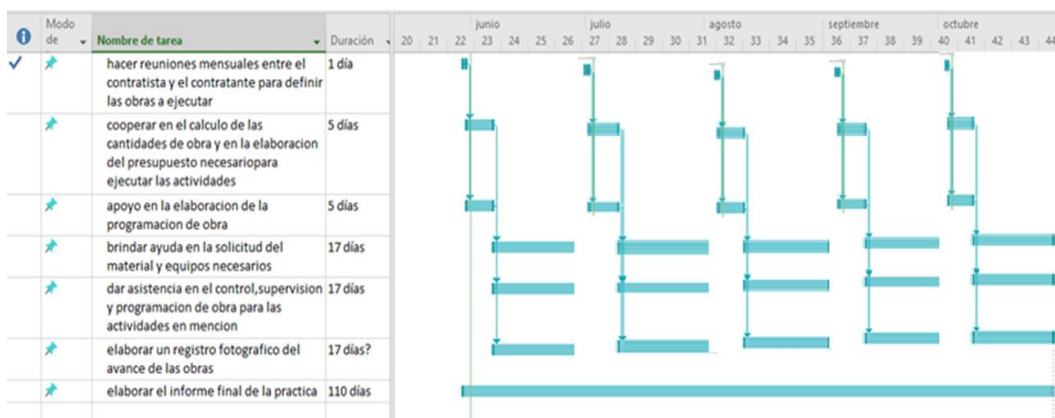 Modo de
Nombre de tarea
Duración
junio julio agosto septiembre octubre
20 21 22 23 24 25 26 27 28 29 30 31 32 33 34 35 36 37 38 39 40 41 42 43 44
hacer reuniones mensuales entre el 1 día
contratista y el contratante para definir
las obras a ejecutar
cooperar en el calculo de las 5 días
cantidades de obra y en la elaboracion
del presupuesto necesariopara
ejecutar las actividades
apoyo en la elaboracion de la 5 días
programacion de obra
brindar ayuda en la solicitud del 17 días
material y equipos necesarios
dar asistencia en el control,supervision 17 días
y programacion de obra para las
actividades en mencion
elaborar un registro fotografico del 17 días?
avance de las obras
elaborar el informe final de la practica 110 días